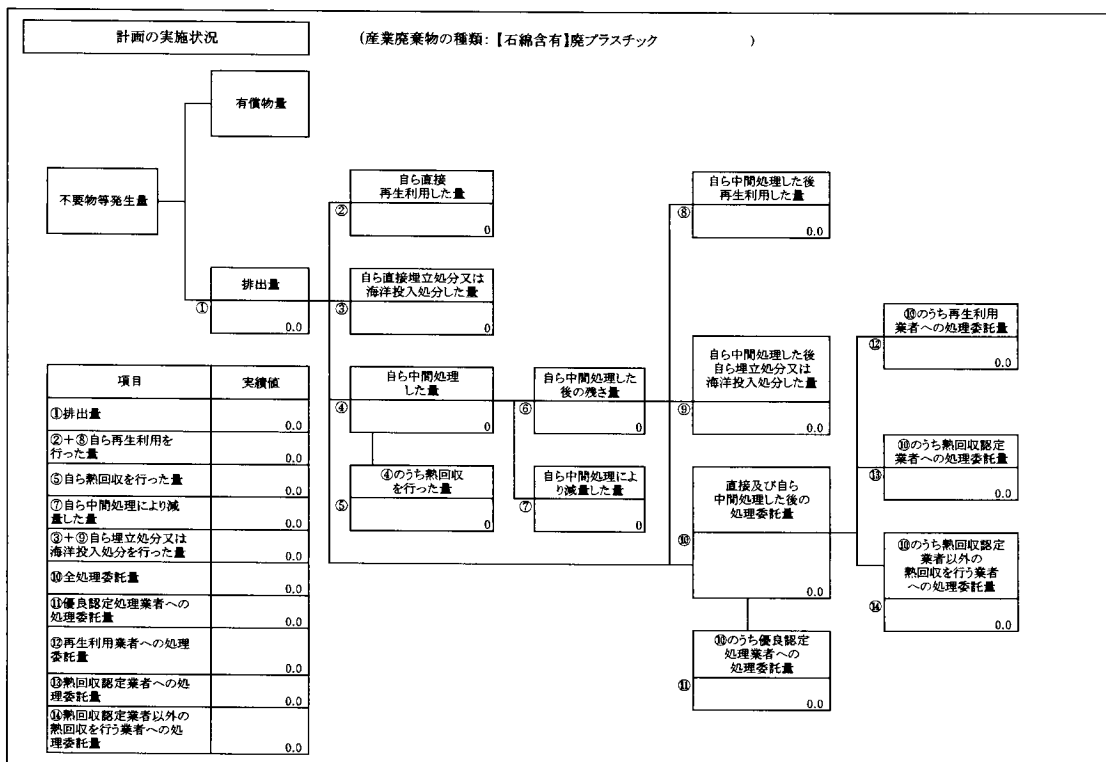 計画の実施状況
(産業廃棄物の種類:【石綿含有】廃プラスチック )
有償物量
不要物等発生量
排出量
①
0.0
自ら直接
再生利用した量
②
0
自ら直接埋立処分又は
海洋投入処分した量
③
0
自ら中間処理
した量
④
0
④のうち熱回収
を行った量
⑤
0
自ら中間処理した
後の残さ量
⑥
0
自ら中間処理によ
り減量した量
⑦
0
自ら中間処理した後
再生利用した量
⑧
0.0
自ら中間処理した後
自ら埋立処分又は
海洋投入処分した量
⑨
0.0
直接及び自ら
中間処理した後の
処理委託量
⑩
0.0
⑩のうち優良認定
処理業者への
処理委託量
⑪
0.0
⑩のうち再生利用
業者への処理委託量
⑫
0.0
⑩のうち熱回収認定
業者への処理委託量
⑬
0.0
⑩のうち熱回収認定
業者以外の
熱回収を行う業者
への処理委託量
⑭
0.0
項目 実績値
①排出量
0.0
②+⑧自ら再生利用を
行った量 0.0
⑤自ら熱回収を行った量
0.0
⑦自ら中間処理により減
量した量 0.0
③+⑨自ら埋立処分又は
海洋投入処分を行った量 0.0
⑩全処理委託量
0.0
⑪優良認定処理業者への
処理委託量 0.0
⑫再生利用業者への処理
委託量
0.0
⑬熱回収認定業者への処
理委託量 0.0
⑭熱回収認定業者以外の
熱回収を行う業者への処
理委託量 0.0